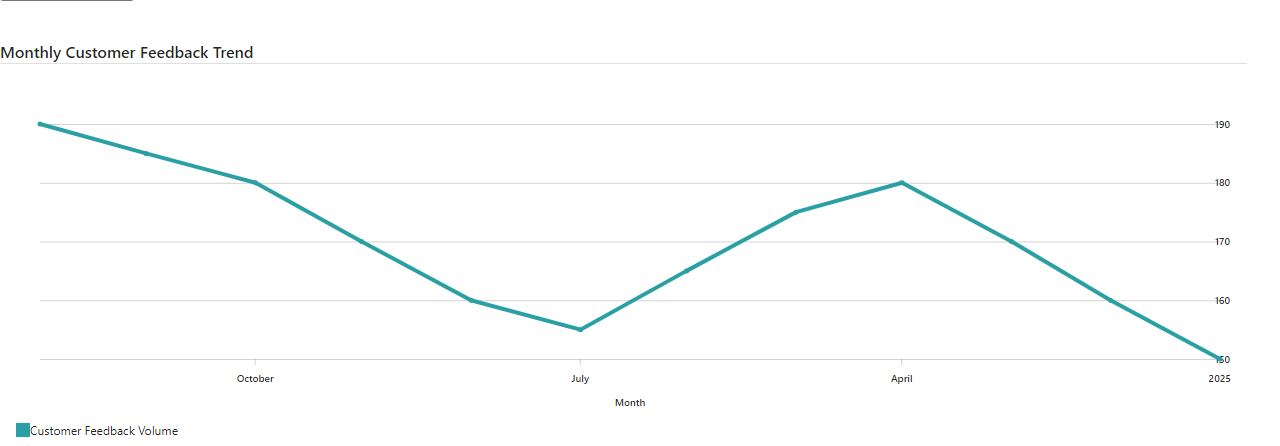 Monthly Customer Feedback Trend
190
180
170
160
150
October July April 2025
Month
Customer Feedback Volume